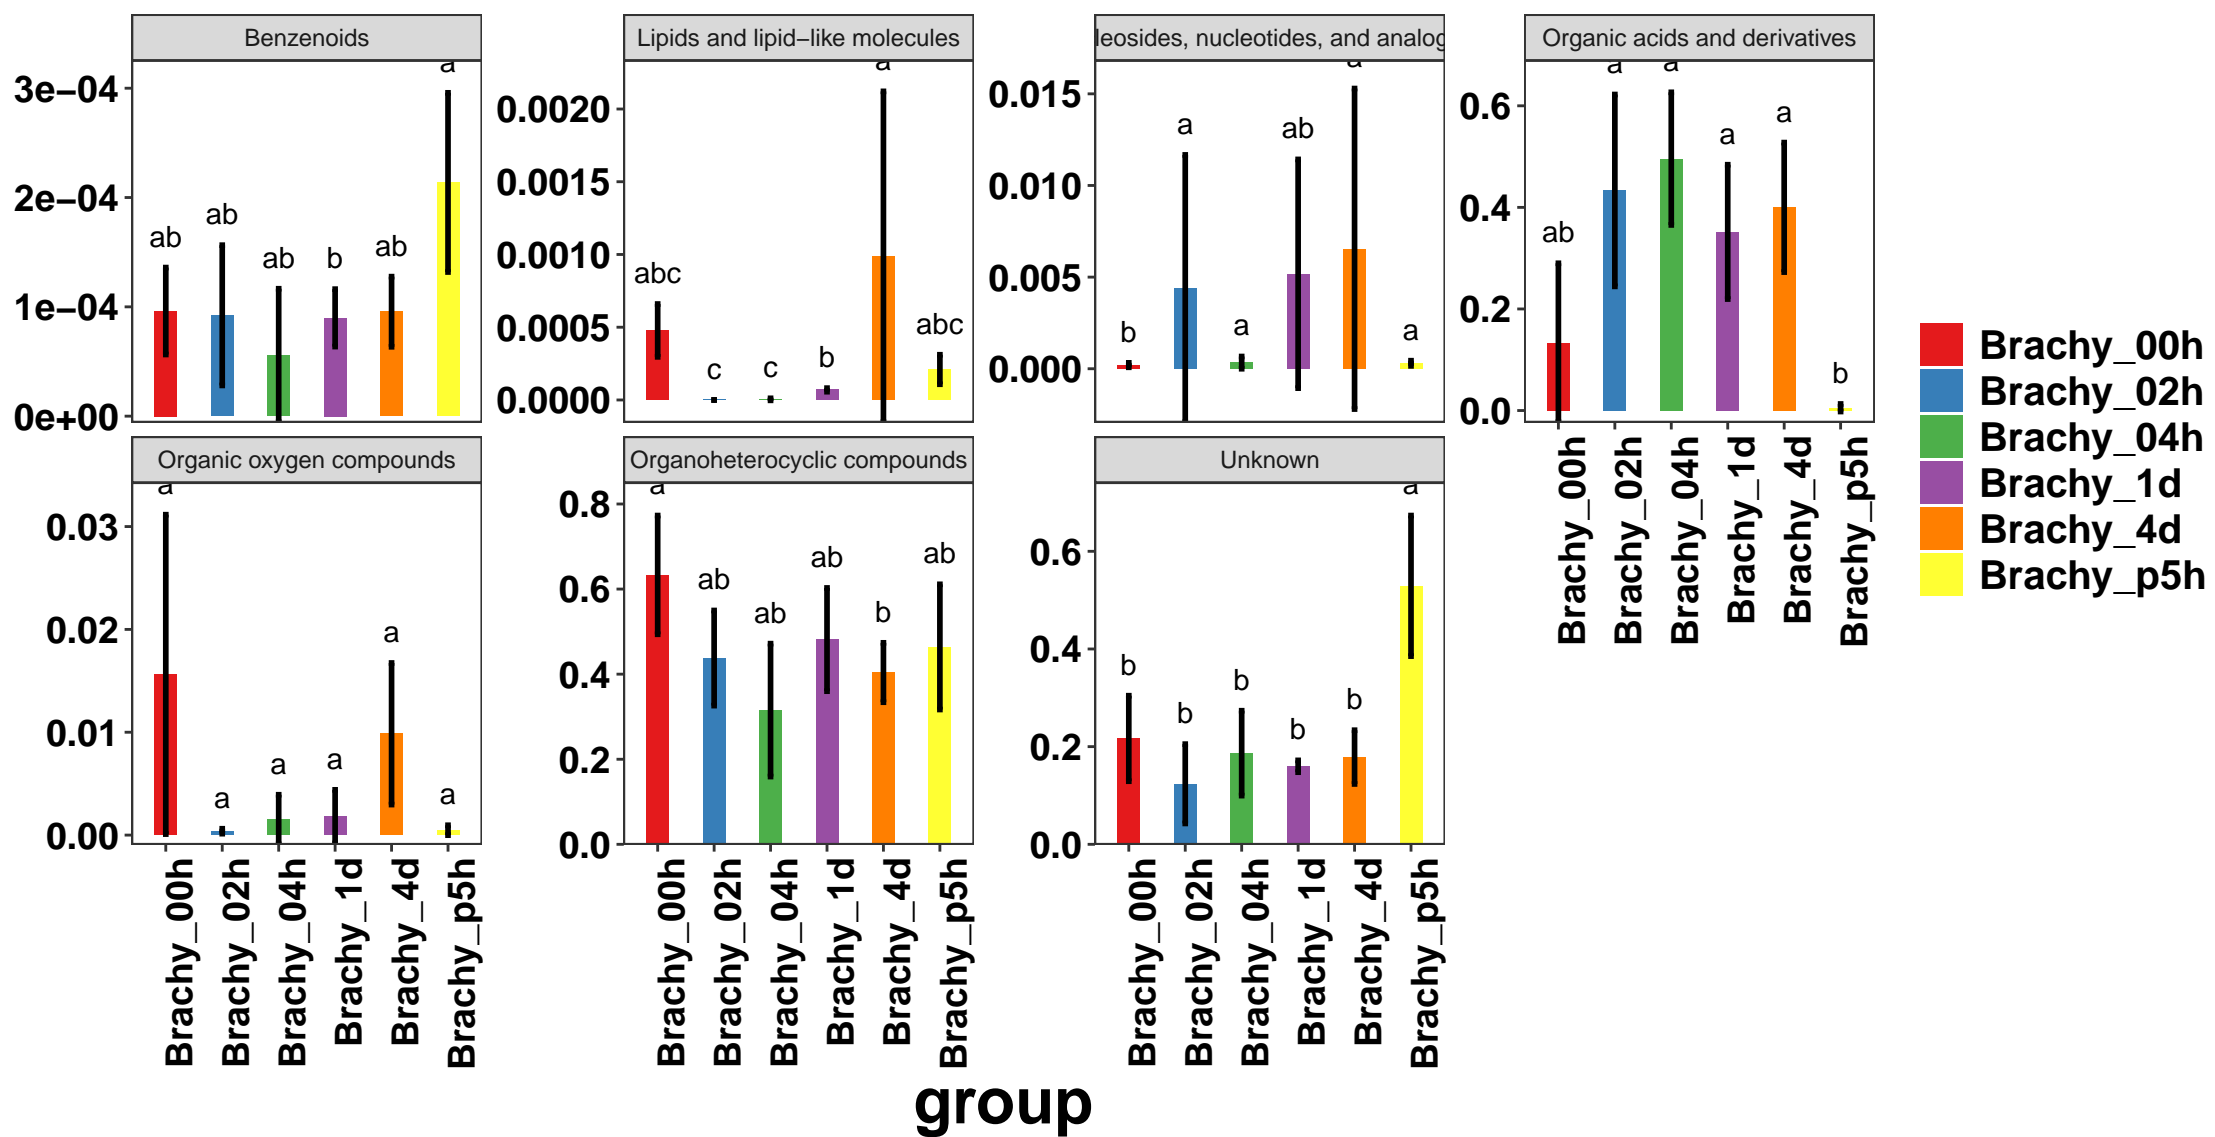 Benzenoids
Lipids and lipid−like molecules
leosides, nucleotides, and analog
Organic acids and derivatives
3e−04
2e−04
1e−04
0e+00
ab
ab
ab
b
ab
a
0.0020
0.0015
0.0010
0.0005
0.0000
abc
c
c
b
a
abc
0.015
0.010
0.005
0.000
b
a
a
ab
a
a
0.6
0.4
0.2
0.0
ab
a
a
a
a
b
Brachy_00h
Brachy_02h
Brachy_04h
Brachy_1d
Brachy_4d
Brachy_p5h
Organic oxygen compounds
Organoheterocyclic compounds
Unknown
0.03
0.02
0.01
0.00
a
a
a
a
a
a
Brachy_00h
Brachy_02h
Brachy_04h
Brachy_1d
Brachy_4d
Brachy_p5h
0.8
0.6
0.4
0.2
0.0
a
ab
ab
ab
b
ab
Brachy_00h
Brachy_02h
Brachy_04h
Brachy_1d
Brachy_4d
Brachy_p5h
0.6
0.4
0.2
0.0
b
b
b
b
b
a
Brachy_00h
Brachy_02h
Brachy_04h
Brachy_1d
Brachy_4d
Brachy_p5h
group
Brachy_00h
Brachy_02h
Brachy_04h
Brachy_1d
Brachy_4d
Brachy_p5h